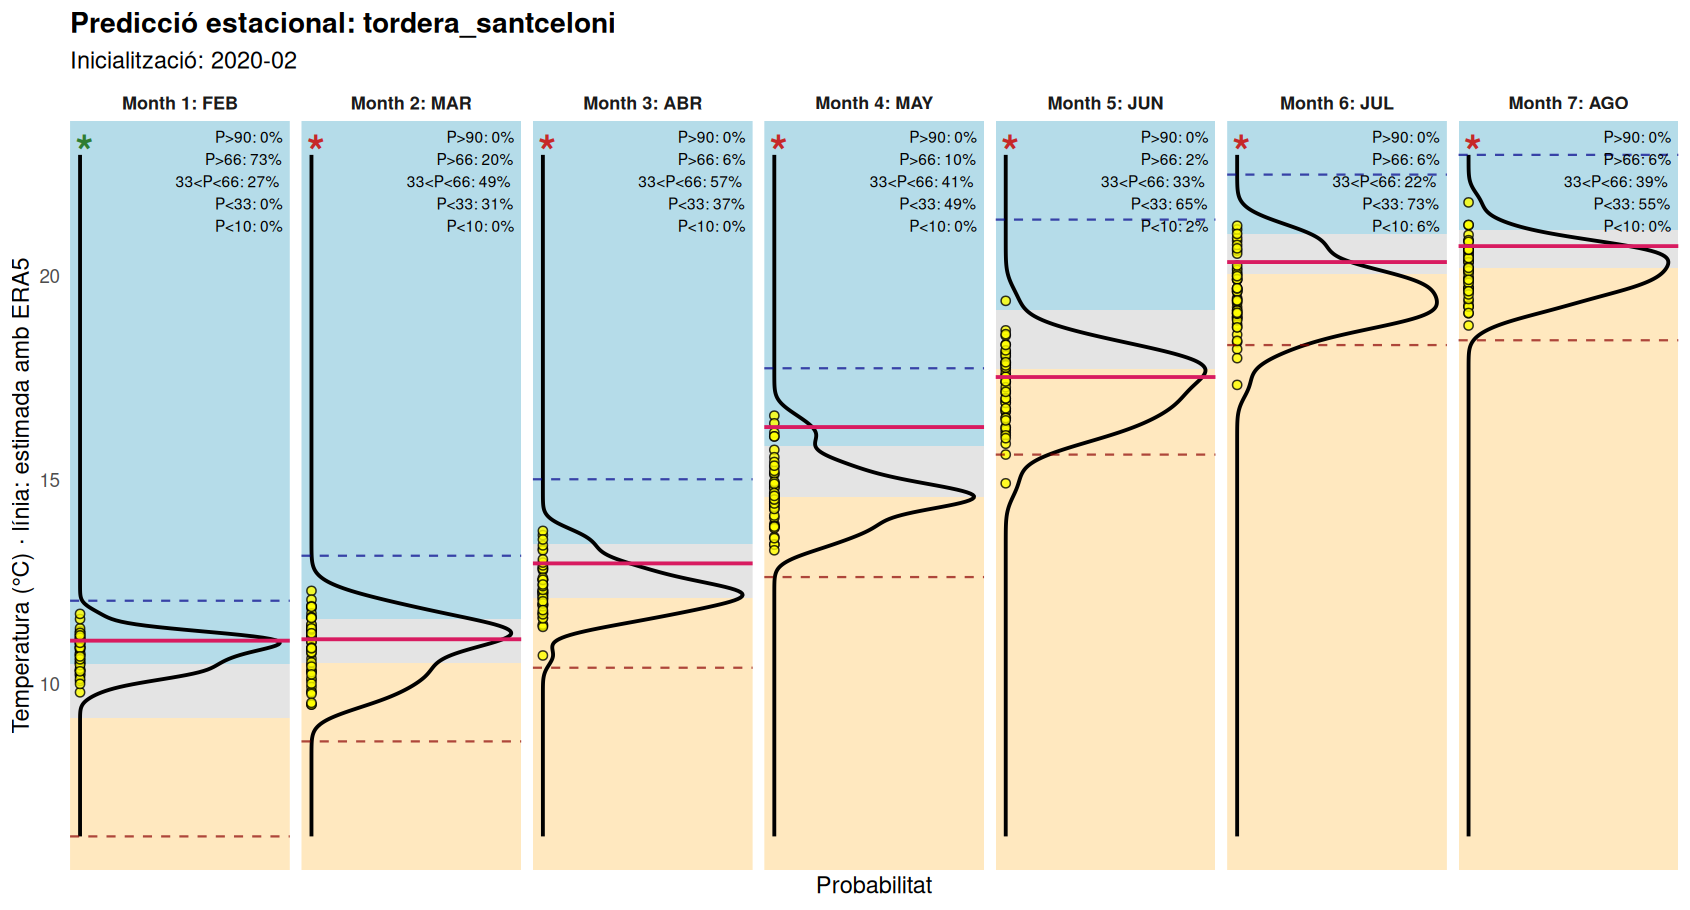 Predicció estacional: tordera_santceloni
Inicialització: 2020-02
Month 1: FEB
Month 2: MAR
Month 3: ABR
Month 4: MAY
Month 5: JUN
Month 6: JUL
Month 7: AGO
*
P>90: 0%
P>66: 73%
33<P<66: 27%
P<33: 0%
P<10: 0%
*
P>90: 0%
P>66: 20%
33<P<66: 49%
P<33: 31%
P<10: 0%
*
P>90: 0%
P>66: 6%
33<P<66: 57%
P<33: 37%
P<10: 0%
*
P>90: 0%
P>66: 10%
33<P<66: 41%
P<33: 49%
P<10: 0%
*
P>90: 0%
P>66: 2%
33<P<66: 33%
P<33: 65%
P<10: 2%
*
P>90: 0%
P>66: 6%
33<P<66: 22%
P<33: 73%
P<10: 6%
*
P>90: 0%
P>66: 6%
33<P<66: 39%
P<33: 55%
P<10: 0%
20
15
10
Temperatura (°C) · línia: estimada amb ERA5
Probabilitat